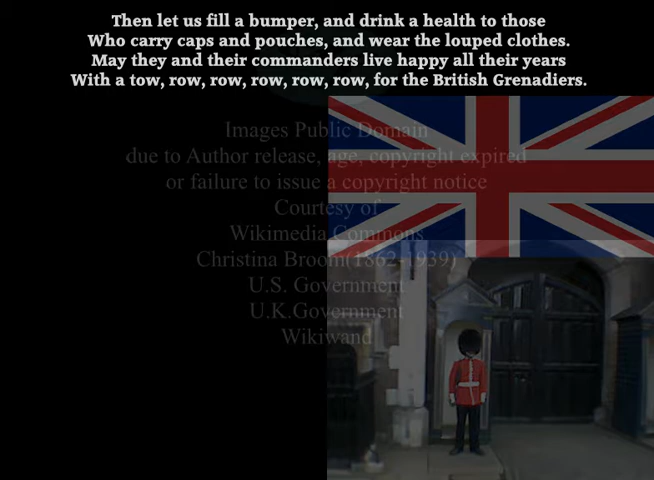 Then let us fill a bumper, and drink a health to those
Who carry caps and pouches, and wear the louped clothes.
May they and their commanders live happy all their years
With a tow, row, row, row, row, row, for the British Grenadiers.
Images Public Domain
due to Author release, age, copyright expired
or failure to issue a copyright notice
Courtesy of
Wikimedia Commons
Christina Broom(1862-1939)
U.S. Government
U.K.Government
Wikiwand